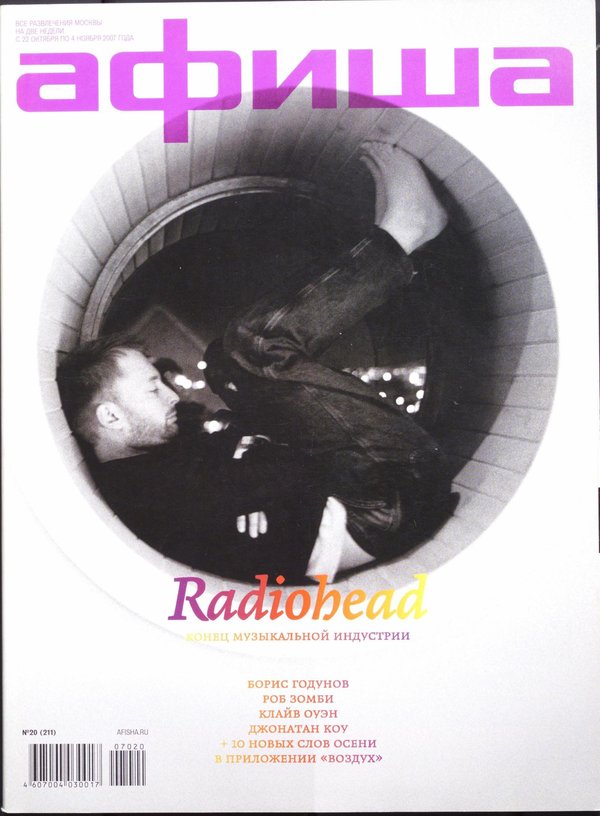 ВСЕ РАЗВЛЕЧЕНИЯ МОСКВЫ
НА ДВЕ НЕДЕЛИ
С 22 ОКТЯБРЯ ПО 4 НОЯБРЯ 2007 ГОДА
афиша
Radiohead
КОНЕЦ МУЗЫКАЛЬНОЙ ИНДУСТРИИ
БОРИС ГОДУНОВ
РОБ ЗОМБИ
КЛАЙВ ОУЭН
ДЖОНАТАН КОУ
+ 10 НОВЫХ СЛОВ ОСЕНИ
В ПРИЛОЖЕНИИ «ВОЗДУХ»
№20 (211)
AFISHA.RU
07020
4 607004 030017